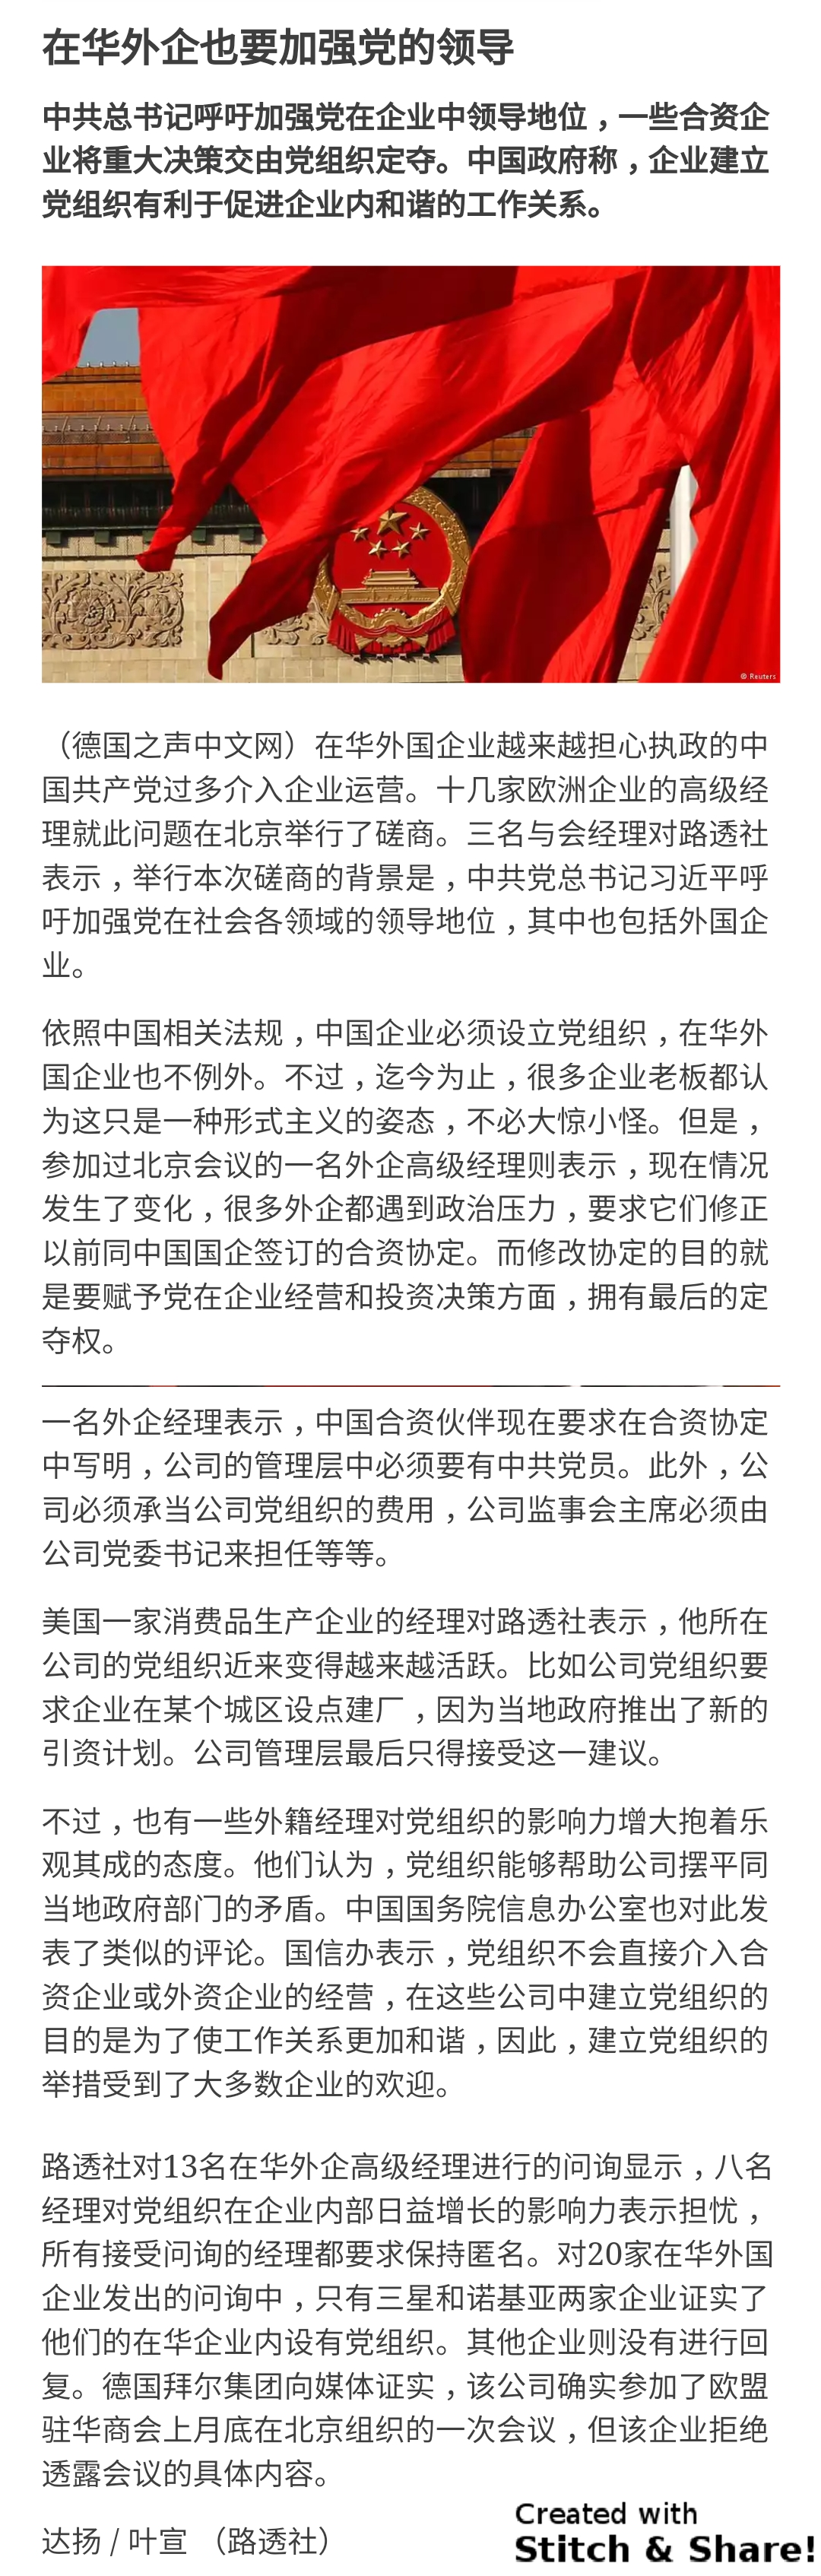 在华外企也要加强党的领导
中共总书记呼吁加强党在企业中领导地位，一些合资企
业将重大决策交由党组织定夺。中国政府称，企业建立
党组织有利于促进企业内和谐的工作关系。
© Reuters
（德国之声中文网）在华外国企业越来越担心执政的中
国共产党过多介入企业运营。十几家欧洲企业的高级经
理就此问题在北京举行了磋商。三名与会经理对路透社
表示，举行本次磋商的背景是，中共党总书记习近平呼
吁加强党在社会各领域的领导地位，其中也包括外国企
业。
依照中国相关法规，中国企业必须设立党组织，在华外
国企业也不例外。不过，迄今为止，很多企业老板都认
为这只是一种形式主义的姿态，不必大惊小怪。但是，
参加过北京会议的一名外企高级经理则表示，现在情况
发生了变化，很多外企都遇到政治压力，要求它们修正
以前同中国国企签订的合资协定。而修改协定的目的就
是要赋予党在企业经营和投资决策方面，拥有最后的定
夺权。
一名外企经理表示，中国合资伙伴现在要求在合资协定
中写明，公司的管理层中必须要有中共党员。此外，公
司必须承当公司党组织的费用，公司监事会主席必须由
公司党委书记来担任等等。
美国一家消费品生产企业的经理对路透社表示，他所在
公司的党组织近来变得越来越活跃。比如公司党组织要
求企业在某个城区设点建厂，因为当地政府推出了新的
引资计划。公司管理层最后只得接受这一建议。
不过，也有一些外籍经理对党组织的影响力增大抱着乐
观其成的态度。他们认为，党组织能够帮助公司摆平同
当地政府部门的矛盾。中国国务院信息办公室也对此发
表了类似的评论。国信办表示，党组织不会直接介入合
资企业或外资企业的经营，在这些公司中建立党组织的
目的是为了使工作关系更加和谐，因此，建立党组织的
举措受到了大多数企业的欢迎。
路透社对13名在华外企高级经理进行的问询显示，八名
经理对党组织在企业内部日益增长的影响力表示担忧，
所有接受问询的经理都要求保持匿名。对20家在华外国
企业发出的问询中，只有三星和诺基亚两家企业证实了
他们的在华企业内设有党组织。其他企业则没有进行回
复。德国拜尔集团向媒体证实，该公司确实参加了欧盟
驻华商会上月底在北京组织的一次会议，但该企业拒绝
透露会议的具体内容。
达扬 / 叶宣 （路透社）
Created with
Stitch & Share!